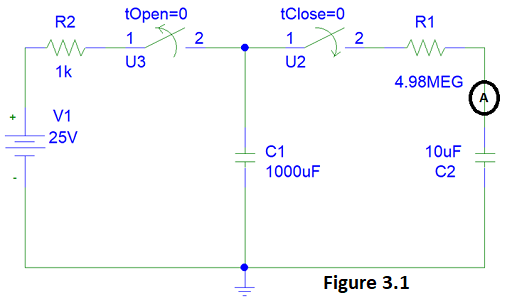 tOpen=0 tClose=0
R2 1 2 1 2 R1
U3 U2
1k 4.98MEG
A
+ V1
25V
C1 10uF
1000uF C2
-
Figure 3.1